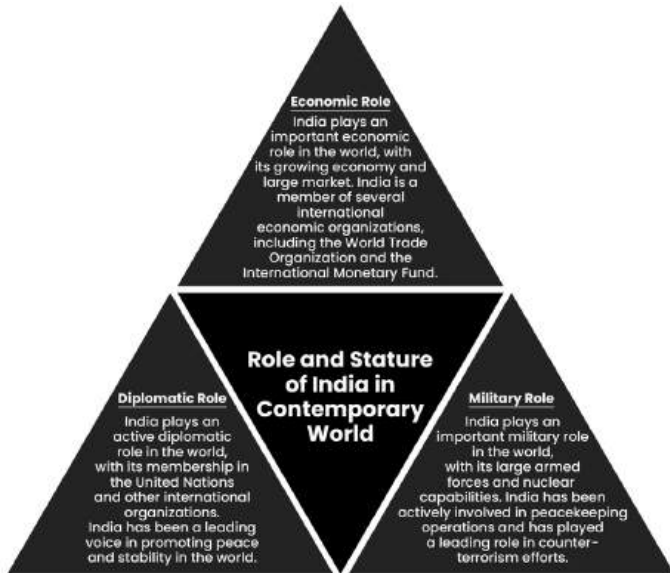 Economic Role
India plays an
important economic
role in the world, with
its growing economy and
large market. India is a
member of several
international
economic organizations,
including the World Trade
Organization and the
International Monetary Fund.
Role and Stature
of India in
Contemporary
World
Diplomatic Role
India plays an
active diplomatic
role in the world,
with its membership in
the United Nations
and other international
organizations.
India has been a leading
voice in promoting peace
and stability in the world.
Military Role
India plays an
important military role
in the world,
with its large armed
forces and nuclear
capabilities. India has been
actively involved in peacekeeping
operations and has played
a leading role in counter-
terrorism efforts.